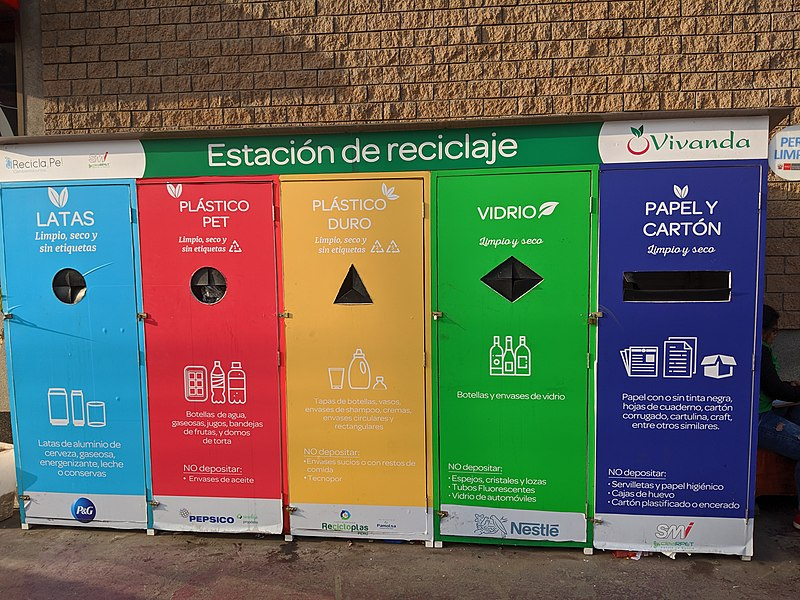 Recicla.Pe!
SMI
Estación de reciclaje
Vivanda
PER
LIMP
LATAS
Limpio, seco y
sin etiquetas
Latas de aluminio de
cerveza, gaseosa,
energizante, leche
o conservas
P&G
PLÁSTICO
PET
Limpio, seco y
sin etiquetas
Botellas de agua,
gaseosas, jugos, bandejas
de frutas, y domos
de torta
NO depositar:
• Envases de aceite
PEPSICO
PLÁSTICO
DURO
Limpio, seco y
sin etiquetas
Tapas de botellas, vasos,
envases de shampoo, cremas,
envases circulares y
rectangulares
NO depositar:
• Envases sucios o con restos de
comida
• Tecnopor
Recicloplas
PERÚ
Pamolsa
VIDRIO
Limpio y seco
Botellas y envases de vidrio
NO depositar:
• Espejos, cristales y lozas
• Tubos Fluorescentes
• Vidrio de automóviles
Nestlé
PAPEL Y
CARTÓN
Limpio y seco
Papel con o sin tinta negra,
hojas de cuaderno, cartón
corrugado, cartulina, craft,
entre otros similares.
NO depositar:
• Servilletas y papel higiénico
• Cajas de huevo
• Cartón plastificado o encerado
SMI